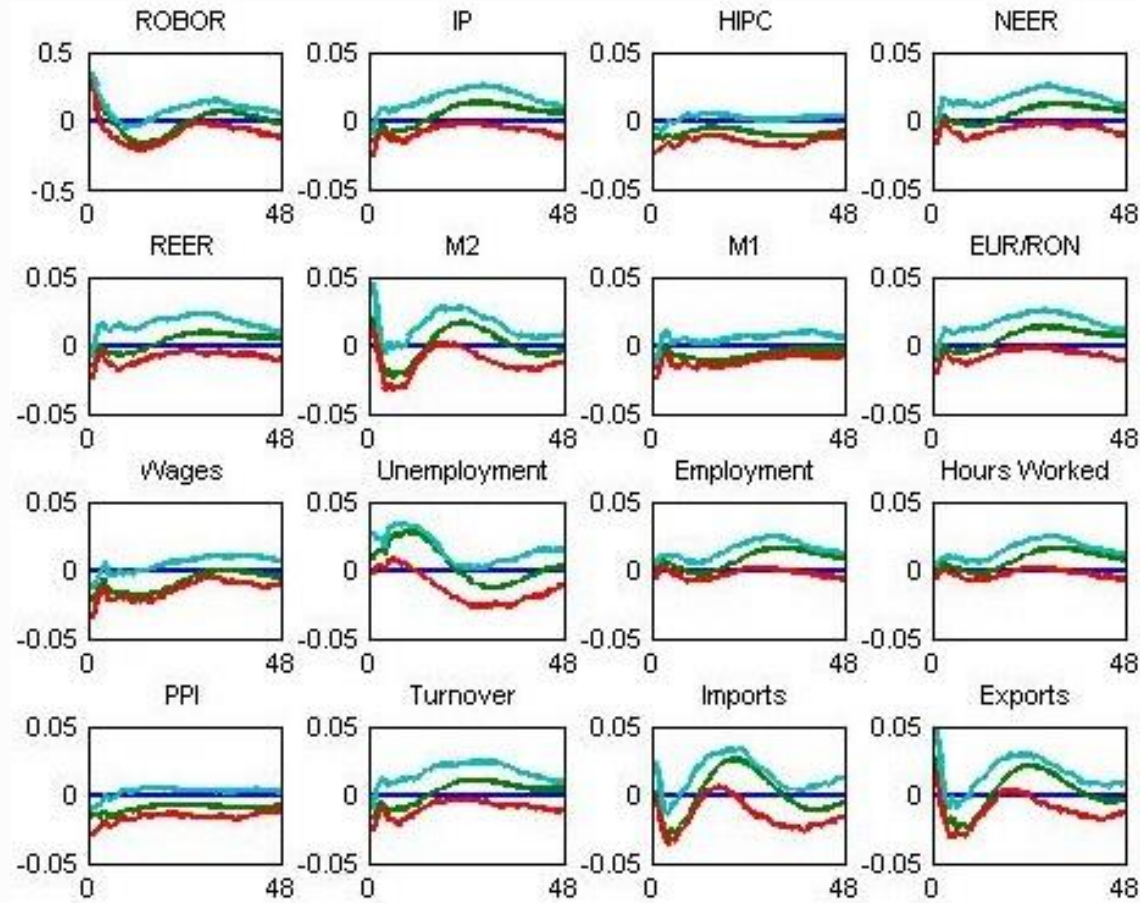 ROBOR IP HIPC NEER
0.5 0.05 0.05 0.05
0 0 0 0
-0.5 -0.05 -0.05 -0.05
0 48 0 48 0 48 0 48
REER M2 M1 EUR/RON
0.05 0.05 0.05 0.05
0 0 0 0
-0.05 -0.05 -0.05 -0.05
0 48 0 48 0 48 0 48
Wages Unemployment Employment Hours Worked
0.05 0.05 0.05 0.05
0 0 0 0
-0.05 -0.05 -0.05 -0.05
0 48 0 48 0 48 0 48
PPI Turnover Imports Exports
0.05 0.05 0.05 0.05
0 0 0 0
-0.05 -0.05 -0.05 -0.05
0 48 0 48 0 48 0 48